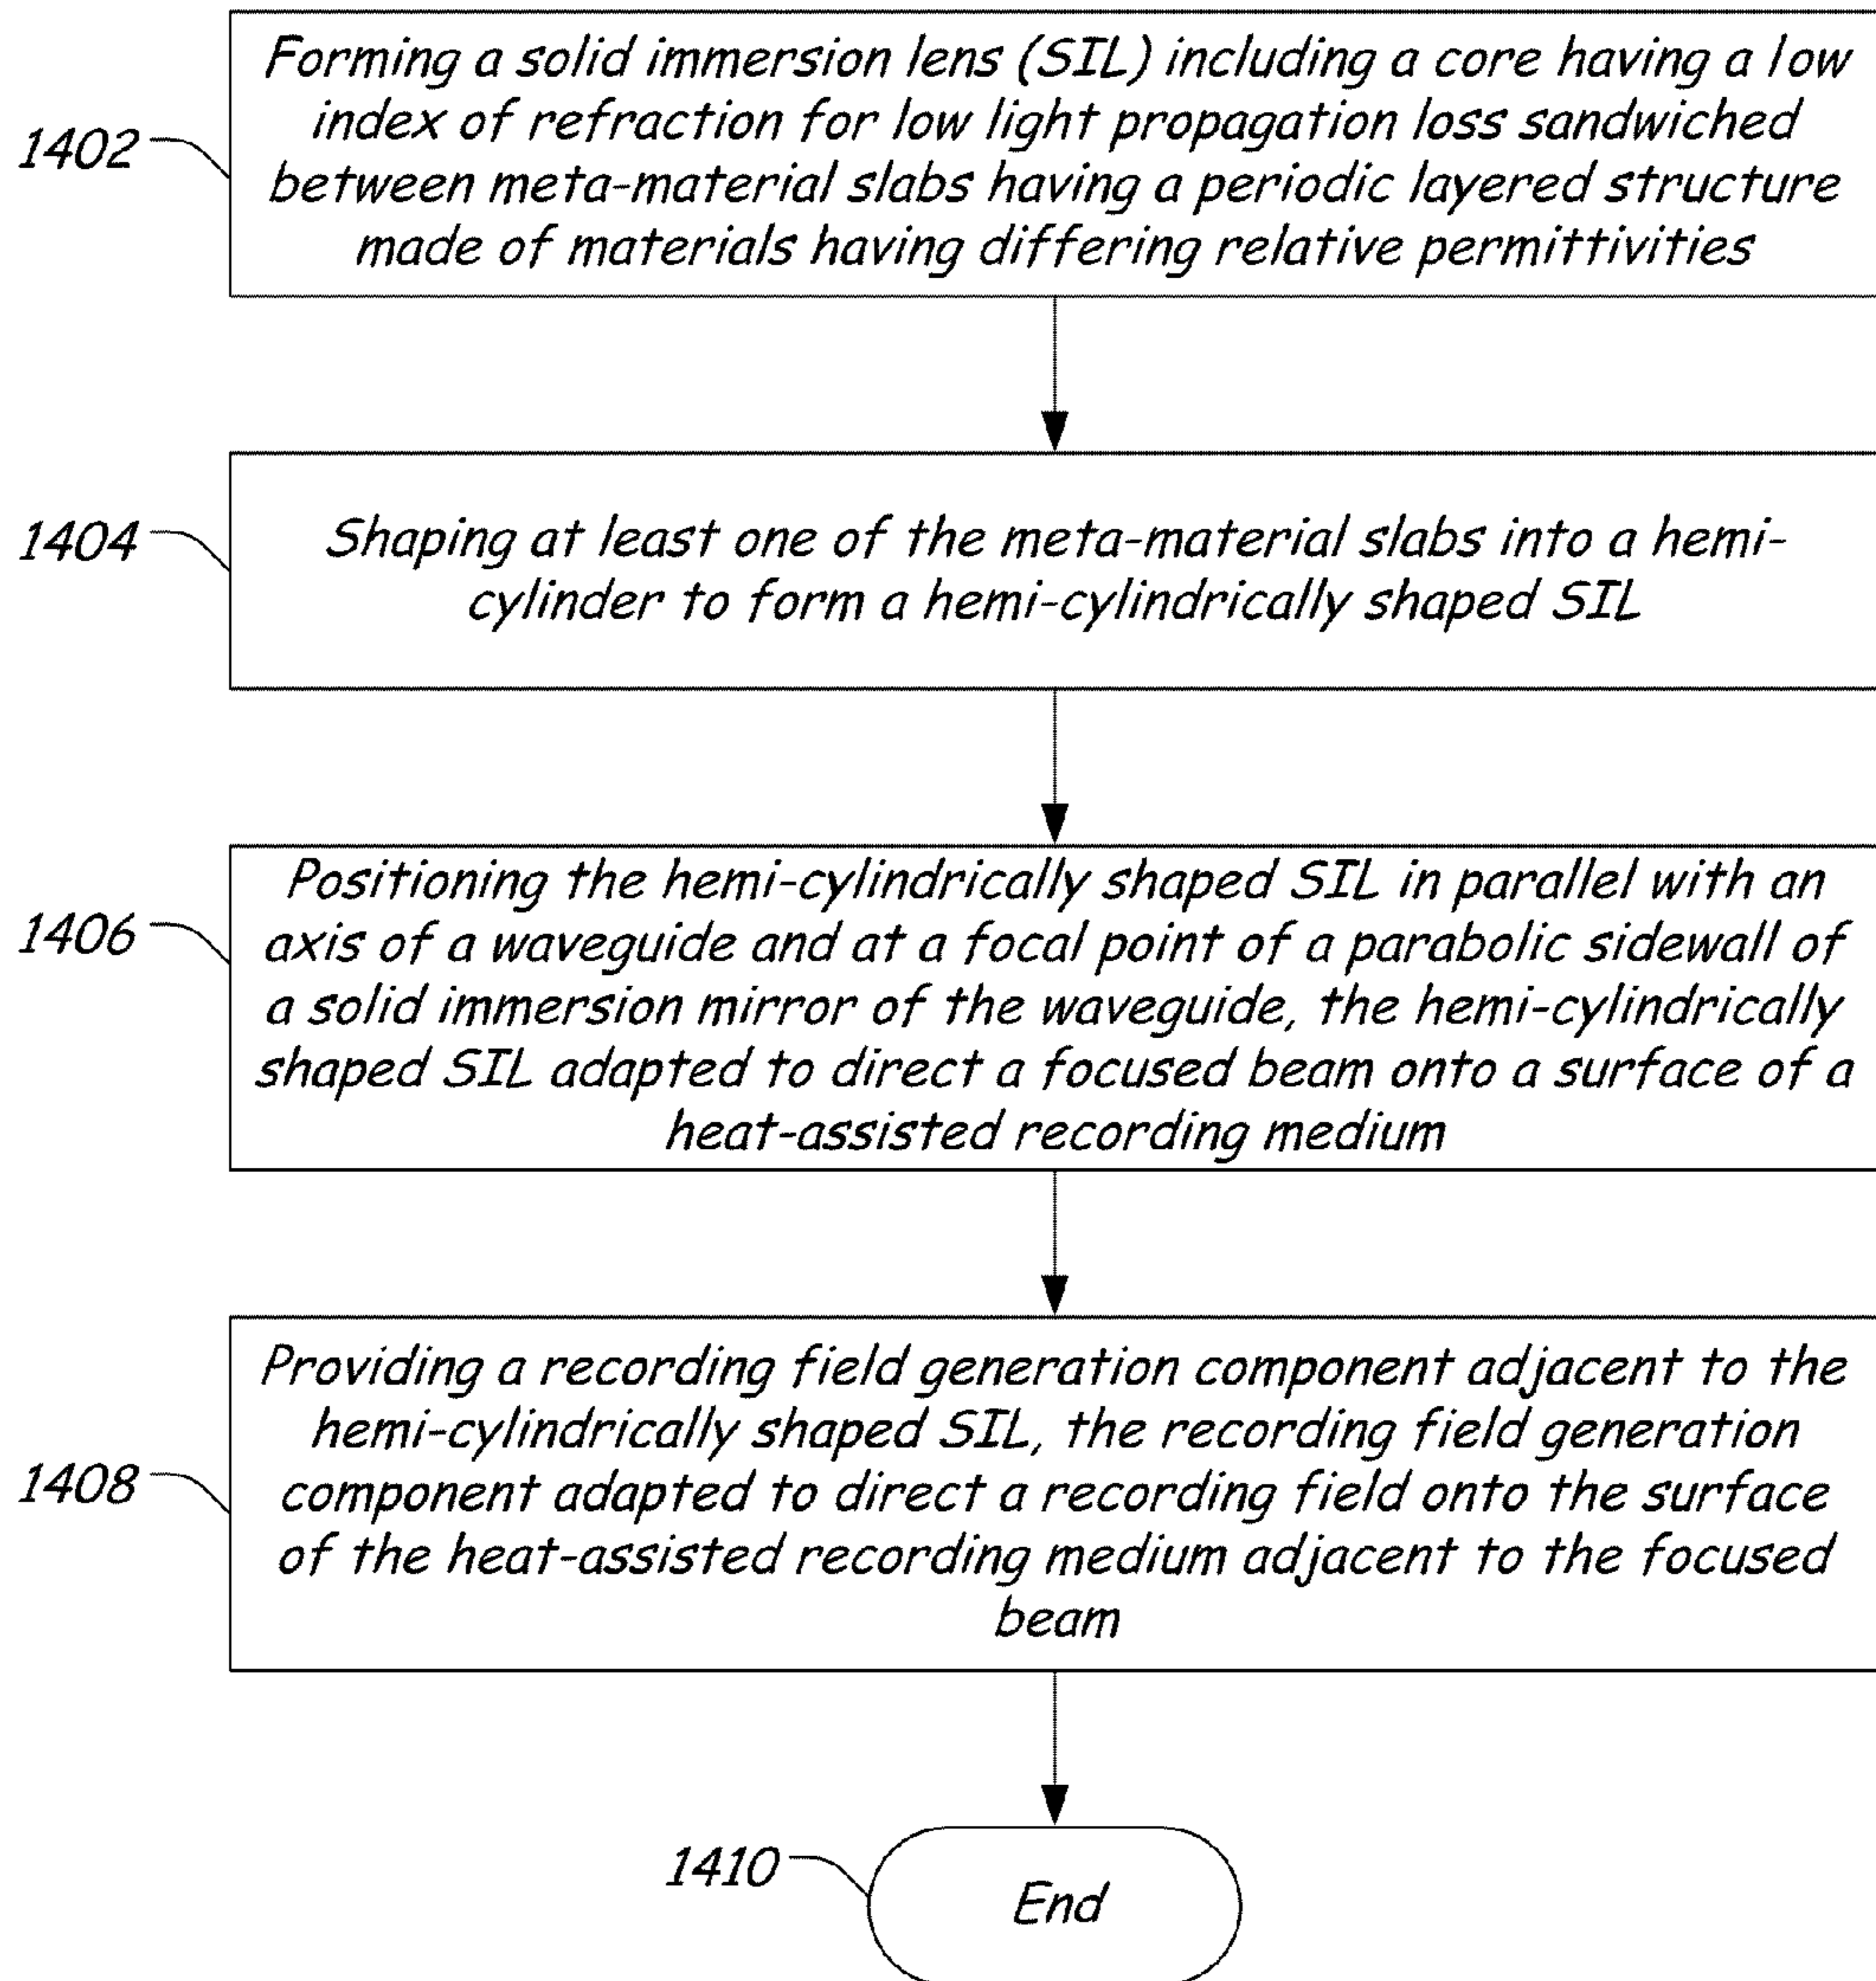 Forming a solid immersion lens (SIL) including a core having a low
index of refraction for low light propagation loss sandwiched
1402
between meta-material slabs having a periodic layered structure
made of materials having differing relative permittivities
1404
Shaping at least one of the meta-material slabs into a hemi-
cylinder to form a hemi-cylindrically shaped SIL
Positioning the hemi-cylindrically shaped SIL in parallel with an
1406
axis of a waveguide and at a focal point of a parabolic sidewall of
a solid immersion mirror of the waveguide, the hemi-cylindrically
shaped SIL adapted to direct a focused beam onto a surface of a
heat-assisted recording medium
Providing a recording field generation component adjacent to the
hemi-cylindrically shaped SIL, the recording field generation
1408
component adapted to direct a recording field onto the surface
of the heat-assisted recording medium adjacent to the focused
beam
1410
End